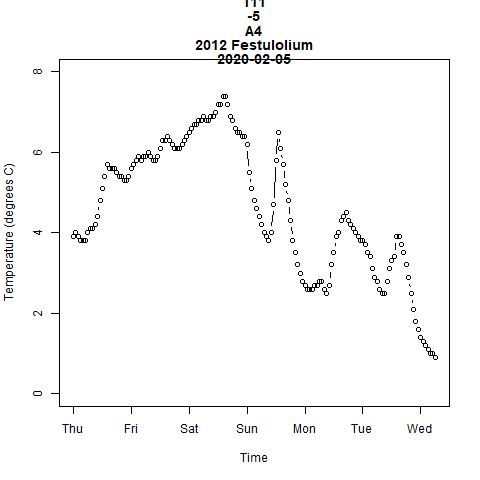 T11
-5
A4
2012 Festulolium
2020-02-05
Temperature (degrees C)
8
6
4
2
0
Thu Fri Sat Sun Mon Tue Wed
Time